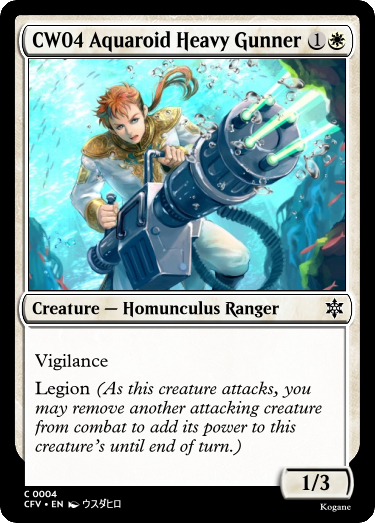 CW04 Aquaroid Heavy Gunner 1
Creature — Homunculus Ranger
Vigilance
Legion (As this creature attacks, you
may remove another attacking creature
from combat to add its power to this
creature's until end of turn.)
1/3
C 0004
CFV • EN ウスダヒロ
Kogane